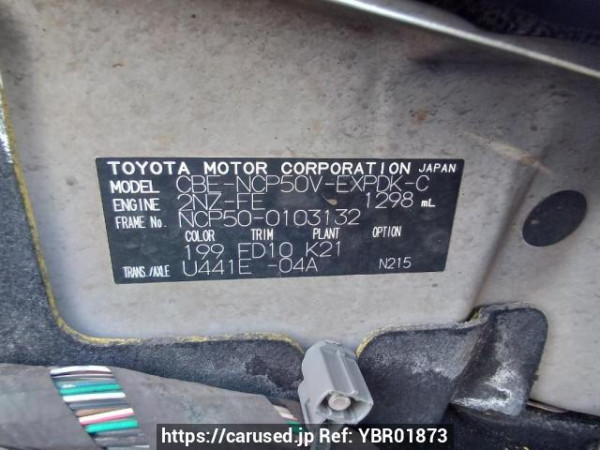 TOYOTA MOTOR CORPORATION JAPAN
MODEL CBE-NCP50V-EXPDK-C
ENGINE 2NZ-FE 1298 mL
FRAME No. NCP50-0103132
COLOR TRIM PLANT OPTION
199 FD10 K21
TRANS./AXLE U441E -04A N215
https://carused.jp Ref: YBR01873